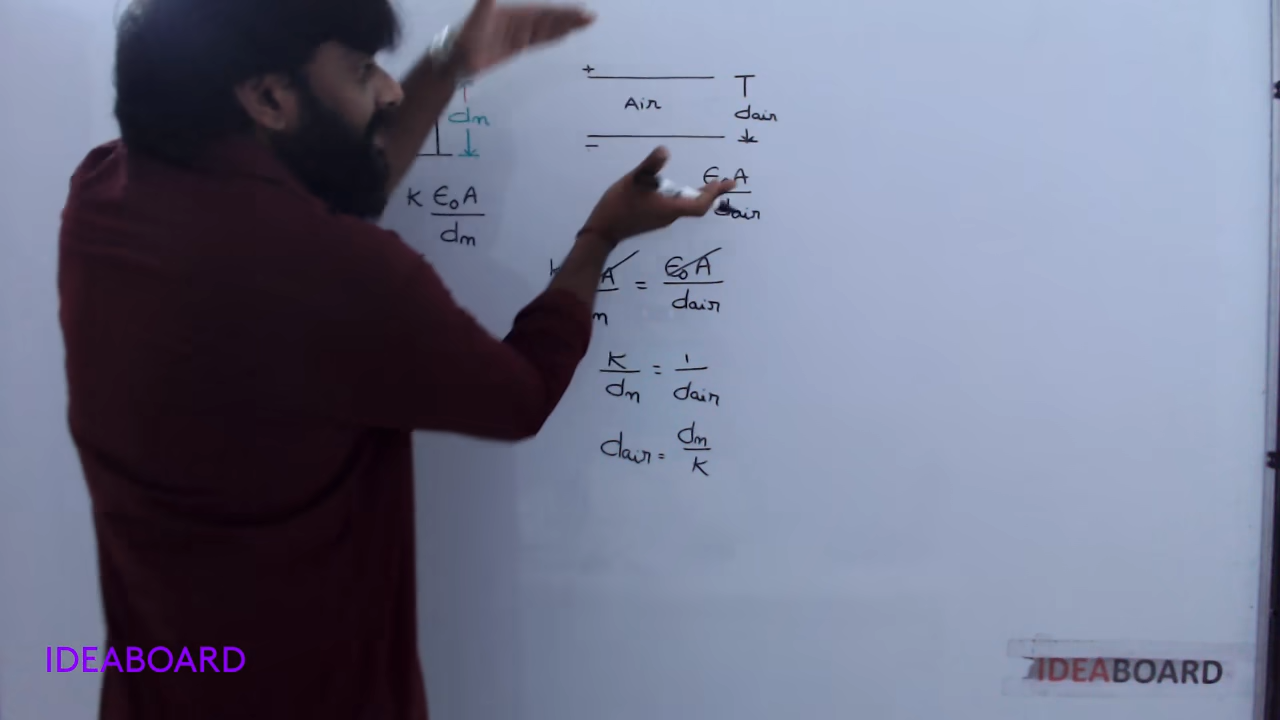 +
Air
T
dair
-
dm
K ϵ₀A
dm
ϵ₀A
dair
A = ϵ₀A
m dair
K = 1
dm dair
dair = dm
K
IDEABOARD
IDEABOARD